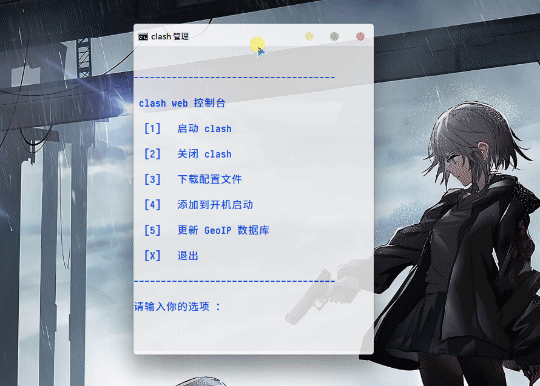 clash 管理
----------------------------------
clash web 控制台
[1] 启动 clash
[2] 关闭 clash
[3] 下载配置文件
[4] 添加到开机启动
[5] 更新 GeoIP 数据库
[X] 退出
----------------------------------
请输入你的选项 :